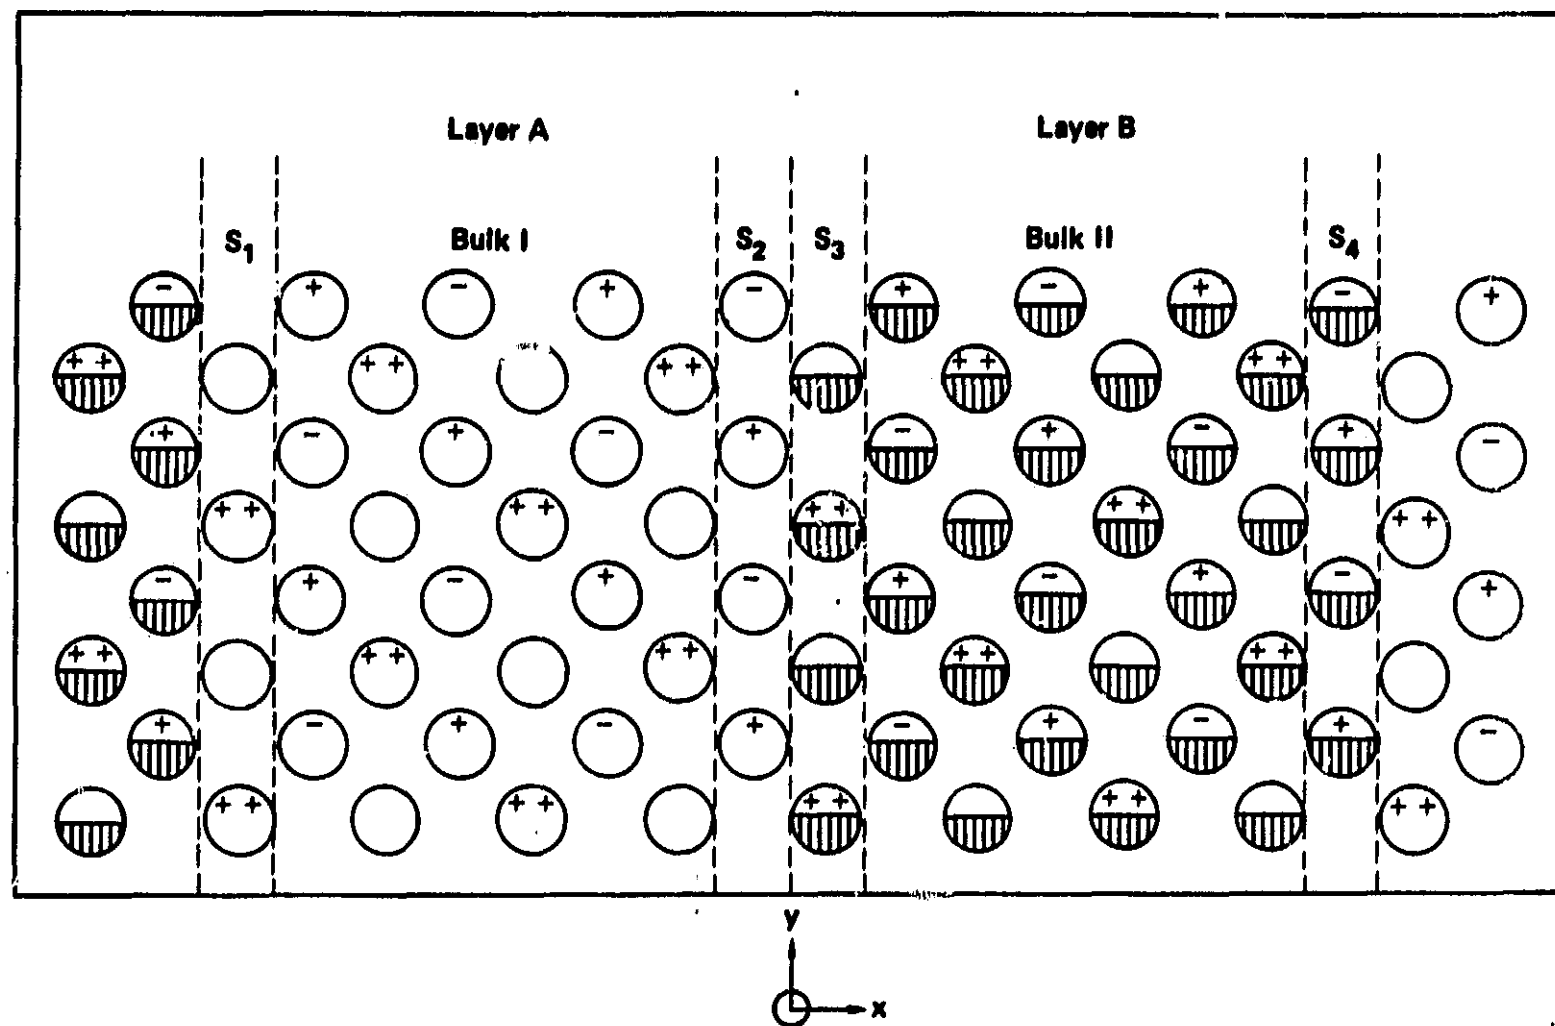 Layer A Layer B
S1 Bulk I S2 S3 Bulk II S4
- + - + - + - + - +
+ + + + + + + + + +
+ - + - + - + - + -
+ + + + + + + + + +
- + - + - + - + - +
+ + + + + + + + + +
+ - + - + - + - + -
+ + + + + + + + + +
y
x